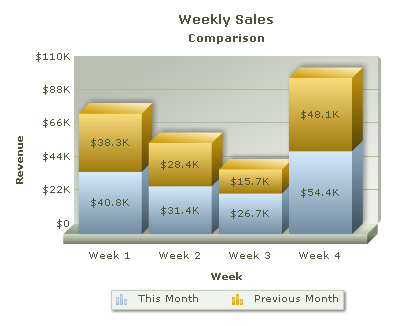 Weekly Sales
Comparison
$110K
$88K
$66K
$44K
$22K
$0
Revenue
$38.3K
$40.8K
$28.4K
$31.4K
$15.7K
$26.7K
$48.1K
$54.4K
Week 1 Week 2 Week 3 Week 4
Week
This Month Previous Month